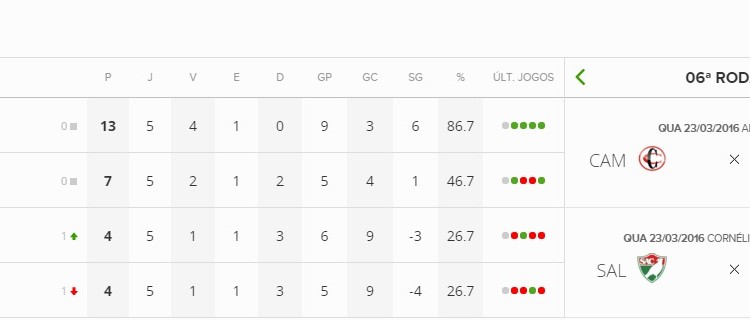 P J V E D GP GC SG % ÚLT. JOGOS
0 13 5 4 1 0 9 3 6 86.7
0 7 5 2 1 2 5 4 1 46.7
1 4 5 1 1 3 6 9 -3 26.7
1 4 5 1 1 3 5 9 -4 26.7
06ª ROD
QUA 23/03/2016
CAM ×
QUA 23/03/2016 CORNÉLI
SAL ×